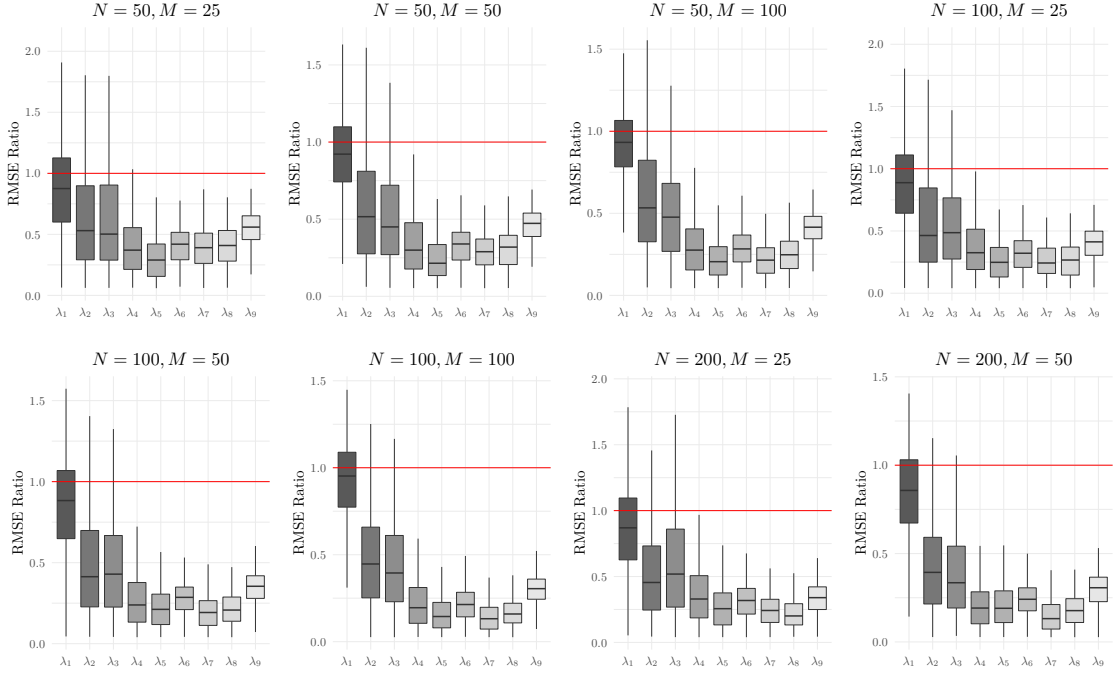 N = 50, M = 25
N = 50, M = 50
N = 50, M = 100
N = 100, M = 25
RMSE Ratio
2.0
1.5
1.0
0.5
0.0
λ1 λ2 λ3 λ4 λ5 λ6 λ7 λ8 λ9
RMSE Ratio
1.5
1.0
0.5
0.0
λ1 λ2 λ3 λ4 λ5 λ6 λ7 λ8 λ9
RMSE Ratio
1.5
1.0
0.5
0.0
λ1 λ2 λ3 λ4 λ5 λ6 λ7 λ8 λ9
RMSE Ratio
2.0
1.5
1.0
0.5
0.0
λ1 λ2 λ3 λ4 λ5 λ6 λ7 λ8 λ9
N = 100, M = 50
N = 100, M = 100
N = 200, M = 25
N = 200, M = 50
RMSE Ratio
1.5
1.0
0.5
0.0
λ1 λ2 λ3 λ4 λ5 λ6 λ7 λ8 λ9
RMSE Ratio
1.5
1.0
0.5
0.0
λ1 λ2 λ3 λ4 λ5 λ6 λ7 λ8 λ9
RMSE Ratio
2.0
1.5
1.0
0.5
0.0
λ1 λ2 λ3 λ4 λ5 λ6 λ7 λ8 λ9
RMSE Ratio
1.5
1.0
0.5
0.0
λ1 λ2 λ3 λ4 λ5 λ6 λ7 λ8 λ9